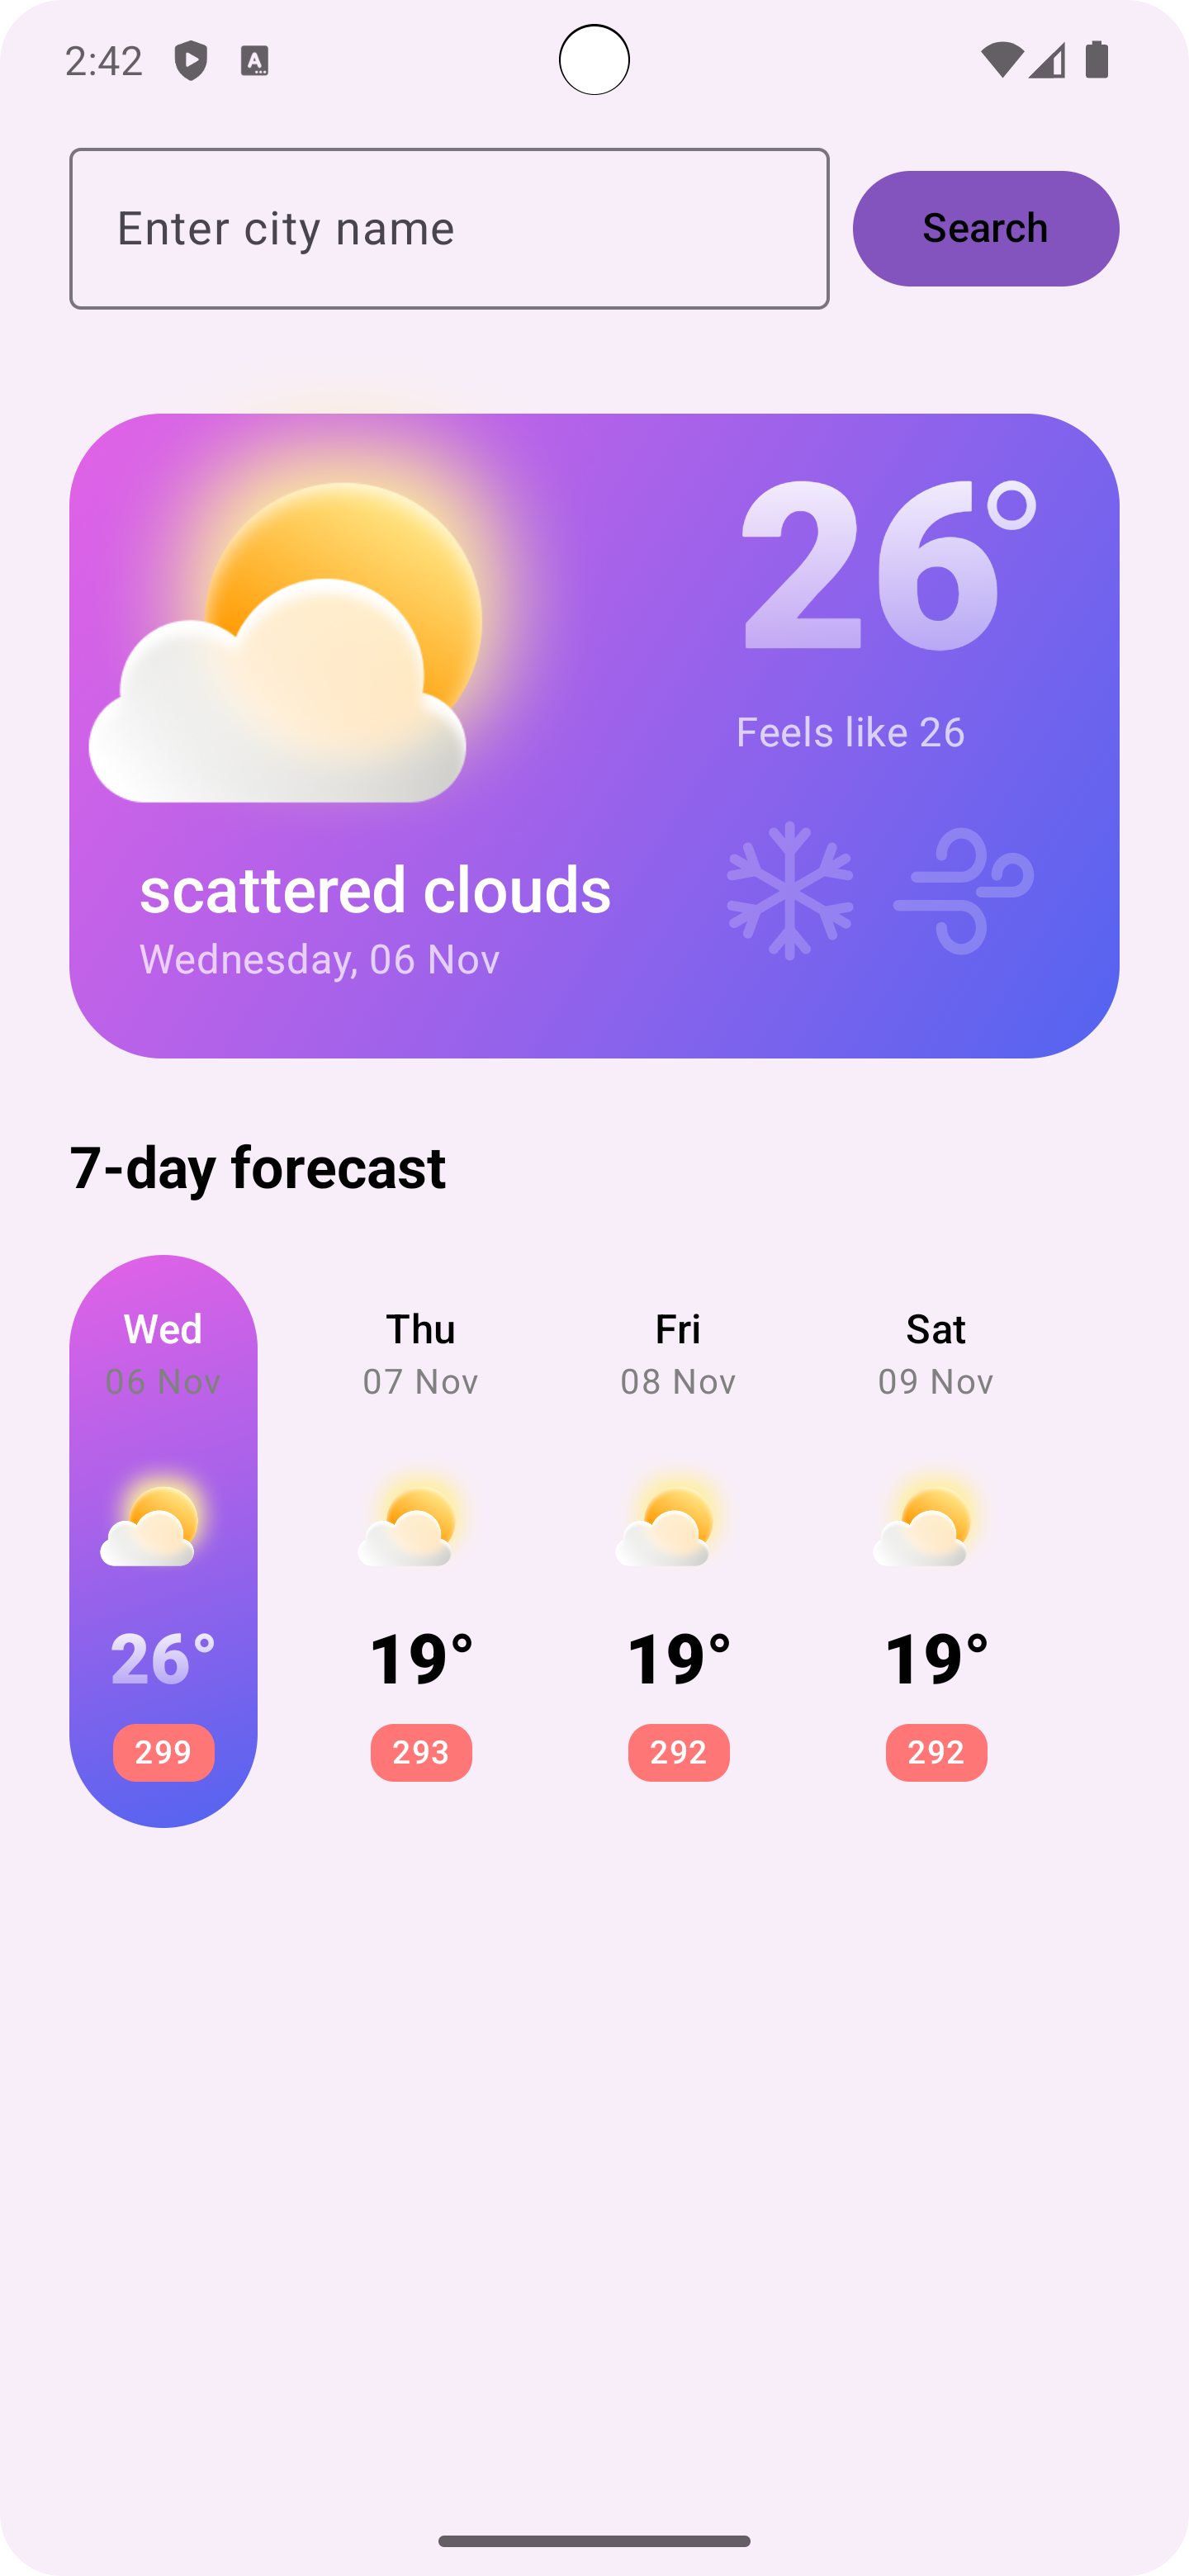 2:42
Enter city name
Search
26°
Feels like 26
scattered clouds
Wednesday, 06 Nov
7-day forecast
Wed Thu Fri Sat
06 Nov 07 Nov 08 Nov 09 Nov
26° 19° 19° 19°
299 293 292 292